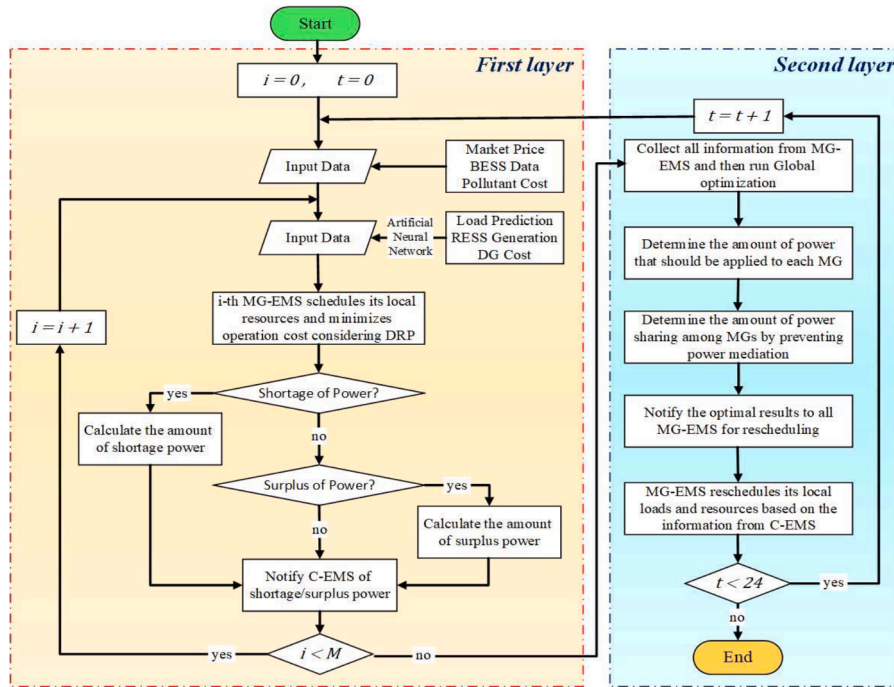 Start
First layer
i=0, t=0
Input Data
Market Price
BESS Data
Pollutant Cost
Input Data
Artificial
Neural
Network
Load Prediction
RESS Generation
DG Cost
i-th MG-EMS schedules its local
resources and minimizes
operation cost considering DRP
i=i+1
Shortage of Power?
yes
Calculate the amount
of shortage power
no
Surplus of Power?
yes
Calculate the amount
of surplus power
no
Notify C-EMS of
shortage/surplus power
i<M
yes
no
Second layer
t=t+1
Collect all information from MG-
EMS and then run Global
optimization
Determine the amount of power
that should be applied to each MG
Determine the amount of power
sharing among MGs by preventing
power mediation
Notify the optimal results to all
MG-EMS for rescheduling
MG-EMS reschedules its local
loads and resources based on the
information from C-EMS
t<24
yes
no
End